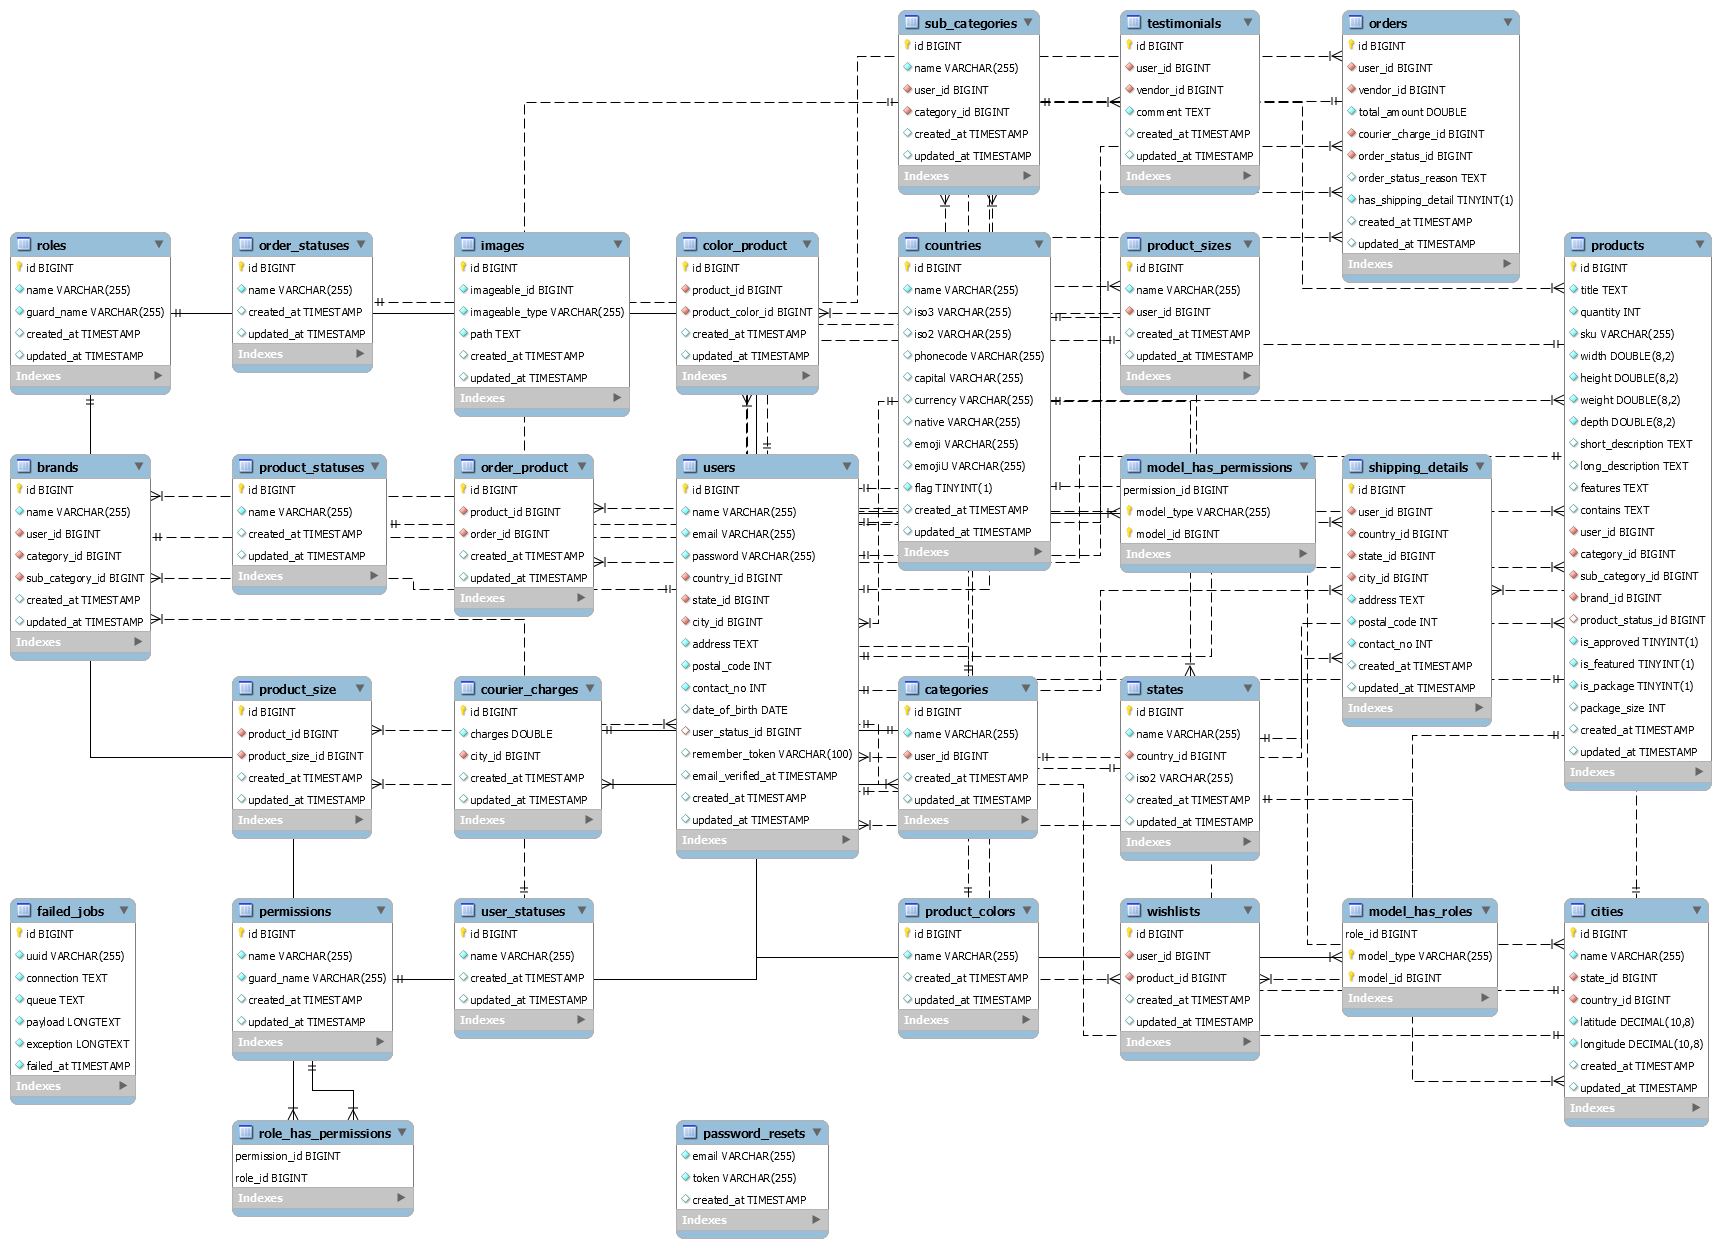 sub_categories
id BIGINT
name VARCHAR(255)
user_id BIGINT
category_id BIGINT
created_at TIMESTAMP
updated_at TIMESTAMP
Indexes
testimonials
id BIGINT
user_id BIGINT
vendor_id BIGINT
comment TEXT
created_at TIMESTAMP
updated_at TIMESTAMP
Indexes
orders
id BIGINT
user_id BIGINT
vendor_id BIGINT
total_amount DOUBLE
courier_charge_id BIGINT
order_status_id BIGINT
order_status_reason TEXT
has_shipping_detail TINYINT(1)
created_at TIMESTAMP
updated_at TIMESTAMP
Indexes
roles
id BIGINT
name VARCHAR(255)
guard_name VARCHAR(255)
created_at TIMESTAMP
updated_at TIMESTAMP
Indexes
order_statuses
id BIGINT
name VARCHAR(255)
created_at TIMESTAMP
updated_at TIMESTAMP
Indexes
images
id BIGINT
imageable_id BIGINT
imageable_type VARCHAR(255)
path TEXT
created_at TIMESTAMP
updated_at TIMESTAMP
Indexes
color_product
id BIGINT
product_id BIGINT
product_color_id BIGINT
created_at TIMESTAMP
updated_at TIMESTAMP
Indexes
countries
id BIGINT
name VARCHAR(255)
iso3 VARCHAR(255)
iso2 VARCHAR(255)
phonecode VARCHAR(255)
capital VARCHAR(255)
currency VARCHAR(255)
native VARCHAR(255)
emoji VARCHAR(255)
emojiU VARCHAR(255)
flag TINYINT(1)
created_at TIMESTAMP
updated_at TIMESTAMP
Indexes
product_sizes
id BIGINT
name VARCHAR(255)
user_id BIGINT
created_at TIMESTAMP
updated_at TIMESTAMP
Indexes
products
id BIGINT
title TEXT
quantity INT
sku VARCHAR(255)
width DOUBLE(8,2)
height DOUBLE(8,2)
weight DOUBLE(8,2)
depth DOUBLE(8,2)
short_description TEXT
long_description TEXT
features TEXT
contains TEXT
user_id BIGINT
category_id BIGINT
sub_category_id BIGINT
brand_id BIGINT
product_status_id BIGINT
is_approved TINYINT(1)
is_featured TINYINT(1)
is_package TINYINT(1)
package_size INT
created_at TIMESTAMP
updated_at TIMESTAMP
Indexes
brands
id BIGINT
name VARCHAR(255)
user_id BIGINT
category_id BIGINT
sub_category_id BIGINT
created_at TIMESTAMP
updated_at TIMESTAMP
Indexes
product_statuses
id BIGINT
name VARCHAR(255)
created_at TIMESTAMP
updated_at TIMESTAMP
Indexes
order_product
id BIGINT
product_id BIGINT
order_id BIGINT
created_at TIMESTAMP
updated_at TIMESTAMP
Indexes
users
id BIGINT
name VARCHAR(255)
email VARCHAR(255)
password VARCHAR(255)
country_id BIGINT
state_id BIGINT
city_id BIGINT
address TEXT
postal_code INT
contact_no INT
date_of_birth DATE
user_status_id BIGINT
remember_token VARCHAR(100)
email_verified_at TIMESTAMP
created_at TIMESTAMP
updated_at TIMESTAMP
Indexes
model_has_permissions
permission_id BIGINT
model_type VARCHAR(255)
model_id BIGINT
Indexes
shipping_details
id BIGINT
user_id BIGINT
country_id BIGINT
state_id BIGINT
city_id BIGINT
address TEXT
postal_code INT
contact_no INT
created_at TIMESTAMP
updated_at TIMESTAMP
Indexes
product_size
id BIGINT
product_id BIGINT
product_size_id BIGINT
created_at TIMESTAMP
updated_at TIMESTAMP
Indexes
courier_charges
id BIGINT
charges DOUBLE
city_id BIGINT
created_at TIMESTAMP
updated_at TIMESTAMP
Indexes
categories
id BIGINT
name VARCHAR(255)
user_id BIGINT
created_at TIMESTAMP
updated_at TIMESTAMP
Indexes
states
id BIGINT
name VARCHAR(255)
country_id BIGINT
iso2 VARCHAR(255)
created_at TIMESTAMP
updated_at TIMESTAMP
Indexes
failed_jobs
id BIGINT
uuid VARCHAR(255)
connection TEXT
queue TEXT
payload LONGTEXT
exception LONGTEXT
failed_at TIMESTAMP
Indexes
permissions
id BIGINT
name VARCHAR(255)
guard_name VARCHAR(255)
created_at TIMESTAMP
updated_at TIMESTAMP
Indexes
user_statuses
id BIGINT
name VARCHAR(255)
created_at TIMESTAMP
updated_at TIMESTAMP
Indexes
product_colors
id BIGINT
name VARCHAR(255)
created_at TIMESTAMP
updated_at TIMESTAMP
Indexes
wishlists
id BIGINT
user_id BIGINT
product_id BIGINT
created_at TIMESTAMP
updated_at TIMESTAMP
Indexes
model_has_roles
role_id BIGINT
model_type VARCHAR(255)
model_id BIGINT
Indexes
cities
id BIGINT
name VARCHAR(255)
state_id BIGINT
country_id BIGINT
latitude DECIMAL(10,8)
longitude DECIMAL(10,8)
created_at TIMESTAMP
updated_at TIMESTAMP
Indexes
role_has_permissions
permission_id BIGINT
role_id BIGINT
Indexes
password_resets
email VARCHAR(255)
token VARCHAR(255)
created_at TIMESTAMP
Indexes